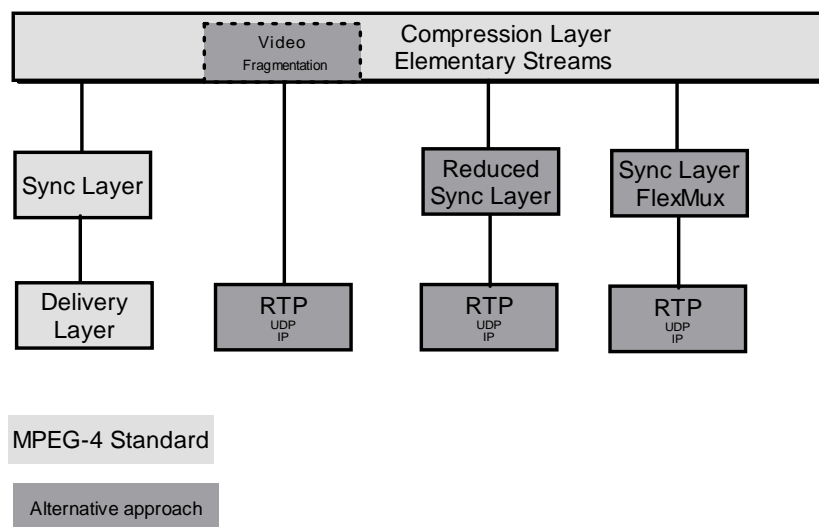 Compression Layer
Elementary Streams
Video
Fragmentation
Sync Layer
Reduced
Sync Layer
Sync Layer
FlexMux
Delivery
Layer
RTP
UDP
IP
RTP
UDP
IP
RTP
UDP
IP
MPEG-4 Standard
Alternative approach